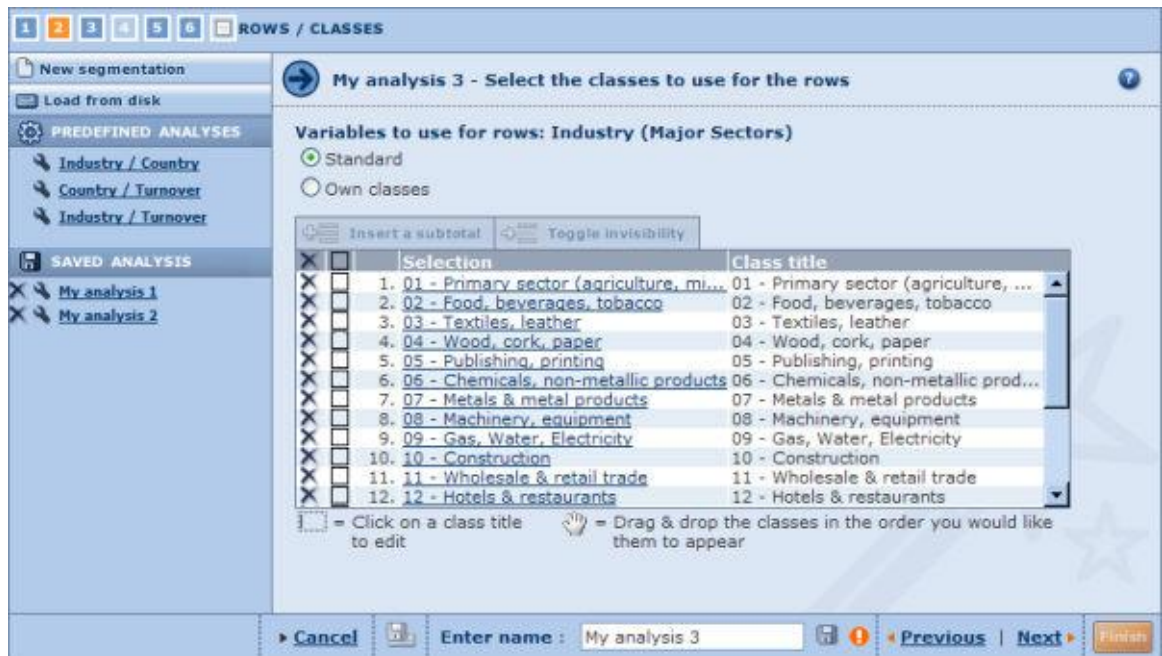 1 2 3 4 5 6 ROWS / CLASSES
New segmentation
Load from disk
PREDEFINED ANALYSES
Industry / Country
Country / Turnover
Industry / Turnover
SAVED ANALYSIS
My analysis 1
My analysis 2
My analysis 3 - Select the classes to use for the rows
?
Variables to use for rows: Industry (Major Sectors)
Standard
Own classes
Insert a subtotal Toggle invisibility
Selection Class title
1. 01 - Primary sector (agriculture, mi... 01 - Primary sector (agriculture, ...
2. 02 - Food, beverages, tobacco 02 - Food, beverages, tobacco
3. 03 - Textiles, leather 03 - Textiles, leather
4. 04 - Wood, cork, paper 04 - Wood, cork, paper
5. 05 - Publishing, printing 05 - Publishing, printing
6. 06 - Chemicals, non-metallic products 06 - Chemicals, non-metallic prod...
7. 07 - Metals & metal products 07 - Metals & metal products
8. 08 - Machinery, equipment 08 - Machinery, equipment
9. 09 - Gas, Water, Electricity 09 - Gas, Water, Electricity
10. 10 - Construction 10 - Construction
11. 11 - Wholesale & retail trade 11 - Wholesale & retail trade
12. 12 - Hotels & restaurants 12 - Hotels & restaurants
= Click on a class title = Drag & drop the classes in the order you would like
to edit them to appear
Cancel Enter name : My analysis 3 ! Previous | Next Finish